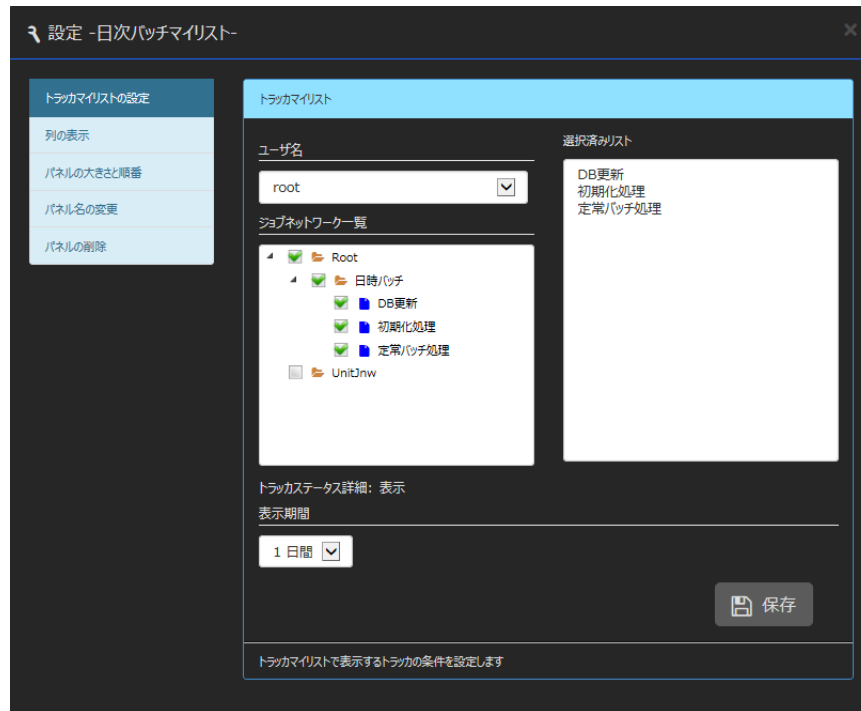 設定 -日次バッチマイリスト-
トラッカマイリストの設定
列の表示
パネルの大きさと順番
パネル名の変更
パネルの削除
トラッカマイリスト
ユーザ名
root
ジョブネットワーク一覧
Root
日時バッチ
DB更新
初期化処理
定常バッチ処理
UnitJnw
選択済みリスト
DB更新
初期化処理
定常バッチ処理
トラッカステータス詳細: 表示
表示期間
1 日間
保存
トラッカマイリストで表示するトラッカの条件を設定します